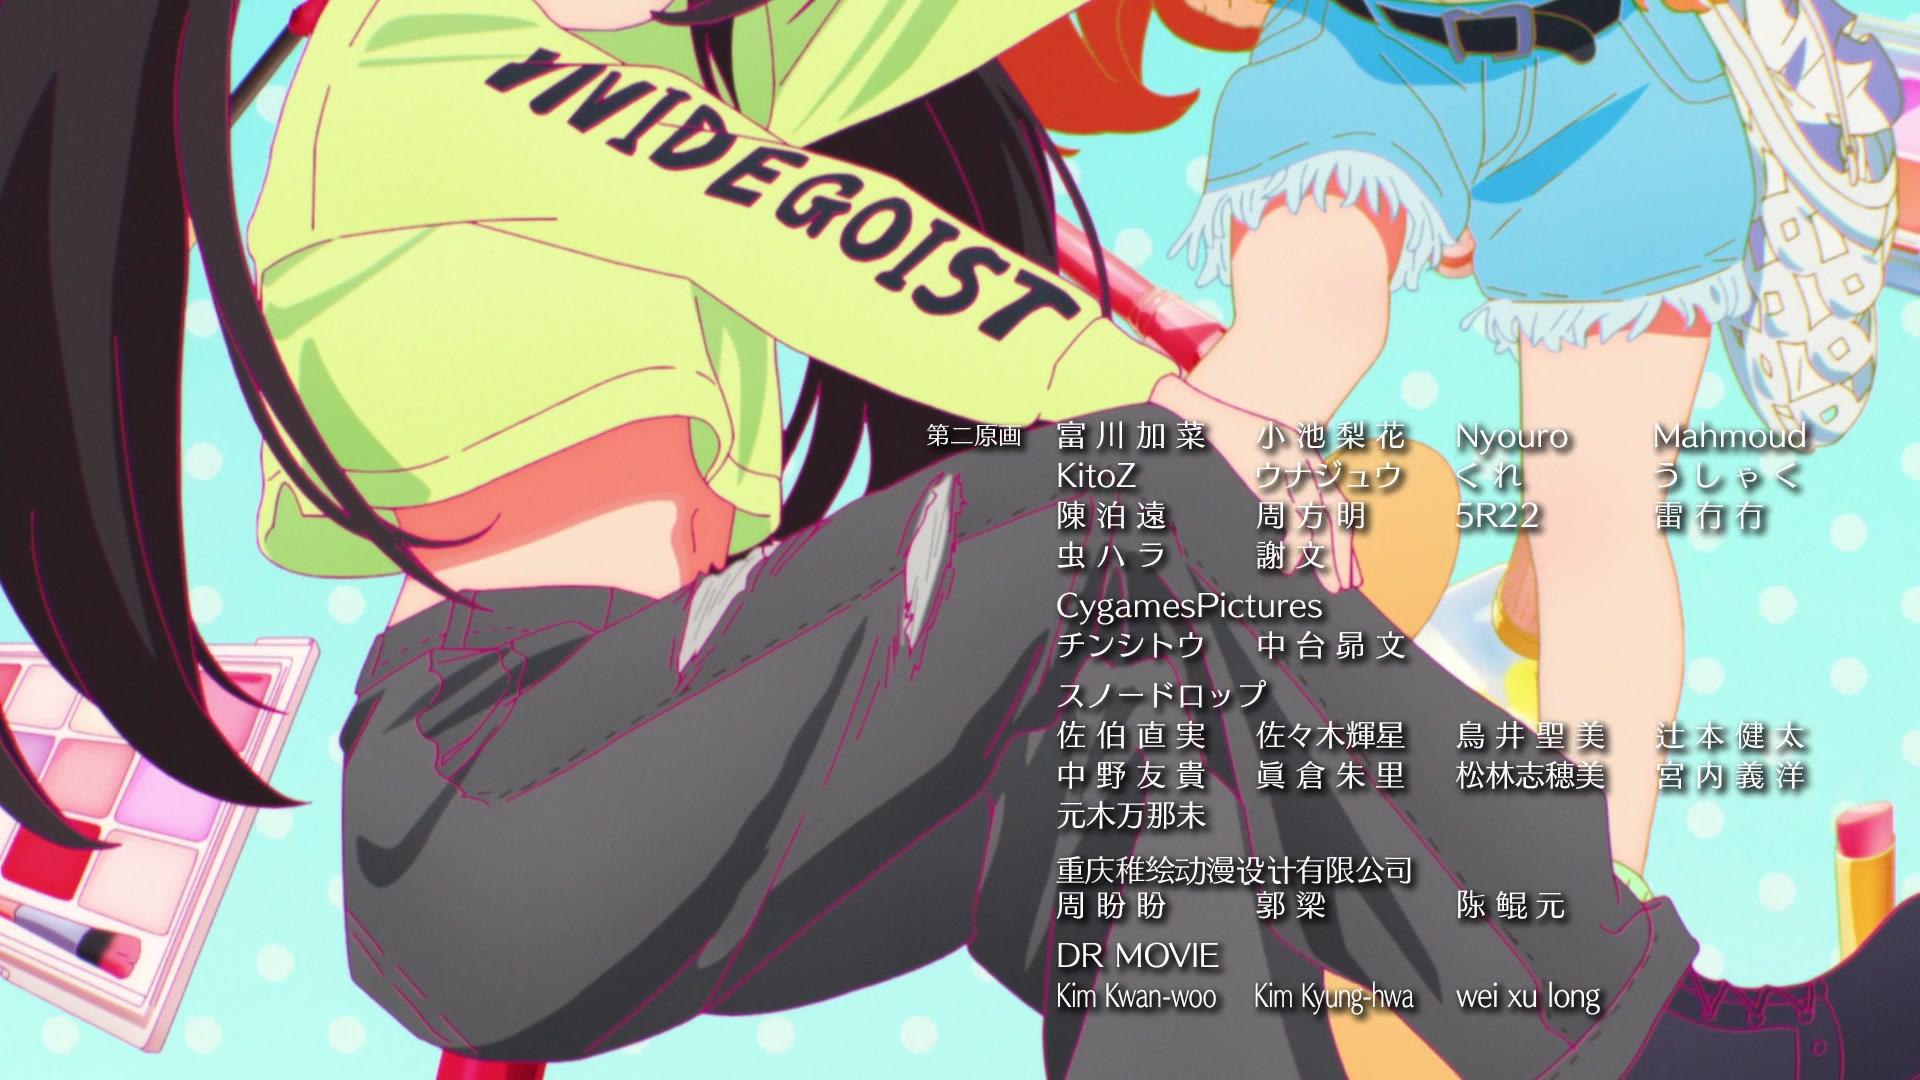 VIVIDEGOIST
第二原画 富川加菜 小池梨花 Nyouro Mahmoud
KitoZ ウナジュウ くれ うしゃく
陳泊遠 周方明 5R22 雷冇冇
虫ハラ 謝文
CygamesPictures
チンシトウ 中台昴文
スノードロップ
佐伯直実 佐々木輝星 鳥井聖美 辻本健太
中野友貴 眞倉朱里 松林志穂美 宮内義洋
元木万那未
重庆稚绘动漫设计有限公司
周盼盼 郭梁 陈鲲元
DR MOVIE
Kim Kwan-woo Kim Kyung-hwa wei xu long